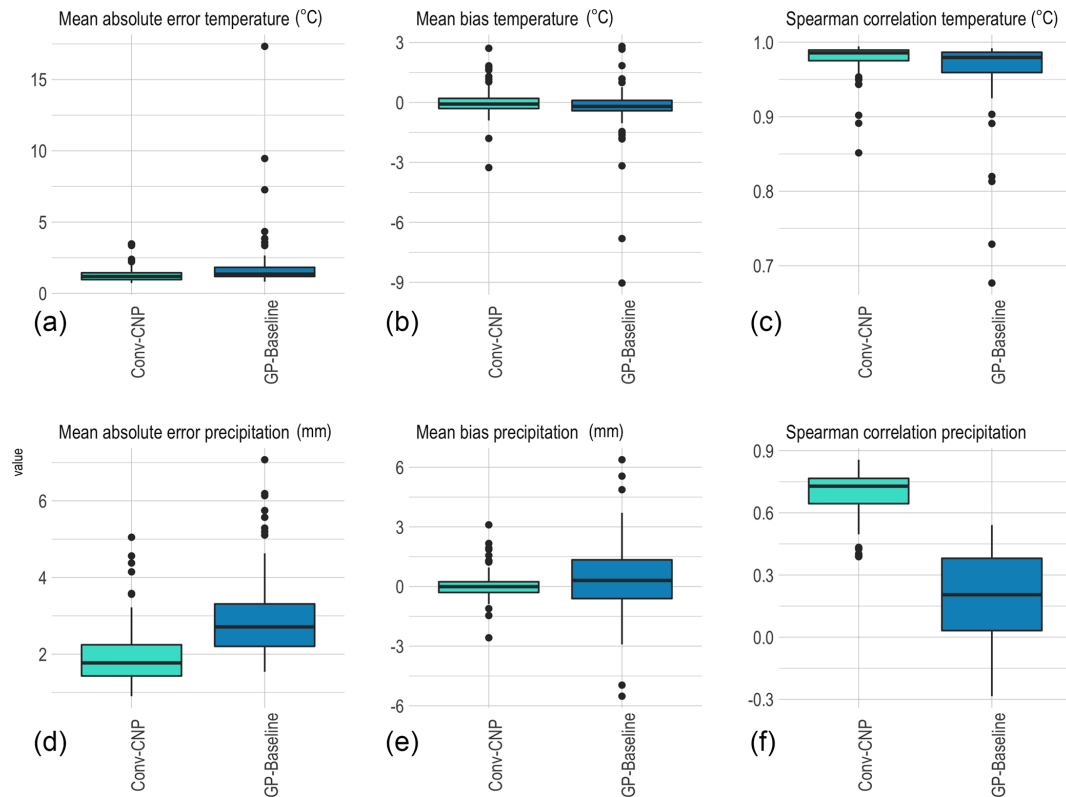 Mean absolute error temperature (°C)
15
10
5
0
(a)
Conv-CNP
GP-Baseline
Mean bias temperature (°C)
3
0
-3
-6
-9
(b)
Conv-CNP
GP-Baseline
Spearman correlation temperature (°C)
1.0
0.9
0.8
0.7
(c)
Conv-CNP
GP-Baseline
value
Mean absolute error precipitation (mm)
6
4
2
(d)
Conv-CNP
GP-Baseline
Mean bias precipitation (mm)
6
3
0
-3
-6
(e)
Conv-CNP
GP-Baseline
Spearman correlation precipitation
0.9
0.6
0.3
0.0
-0.3
(f)
Conv-CNP
GP-Baseline